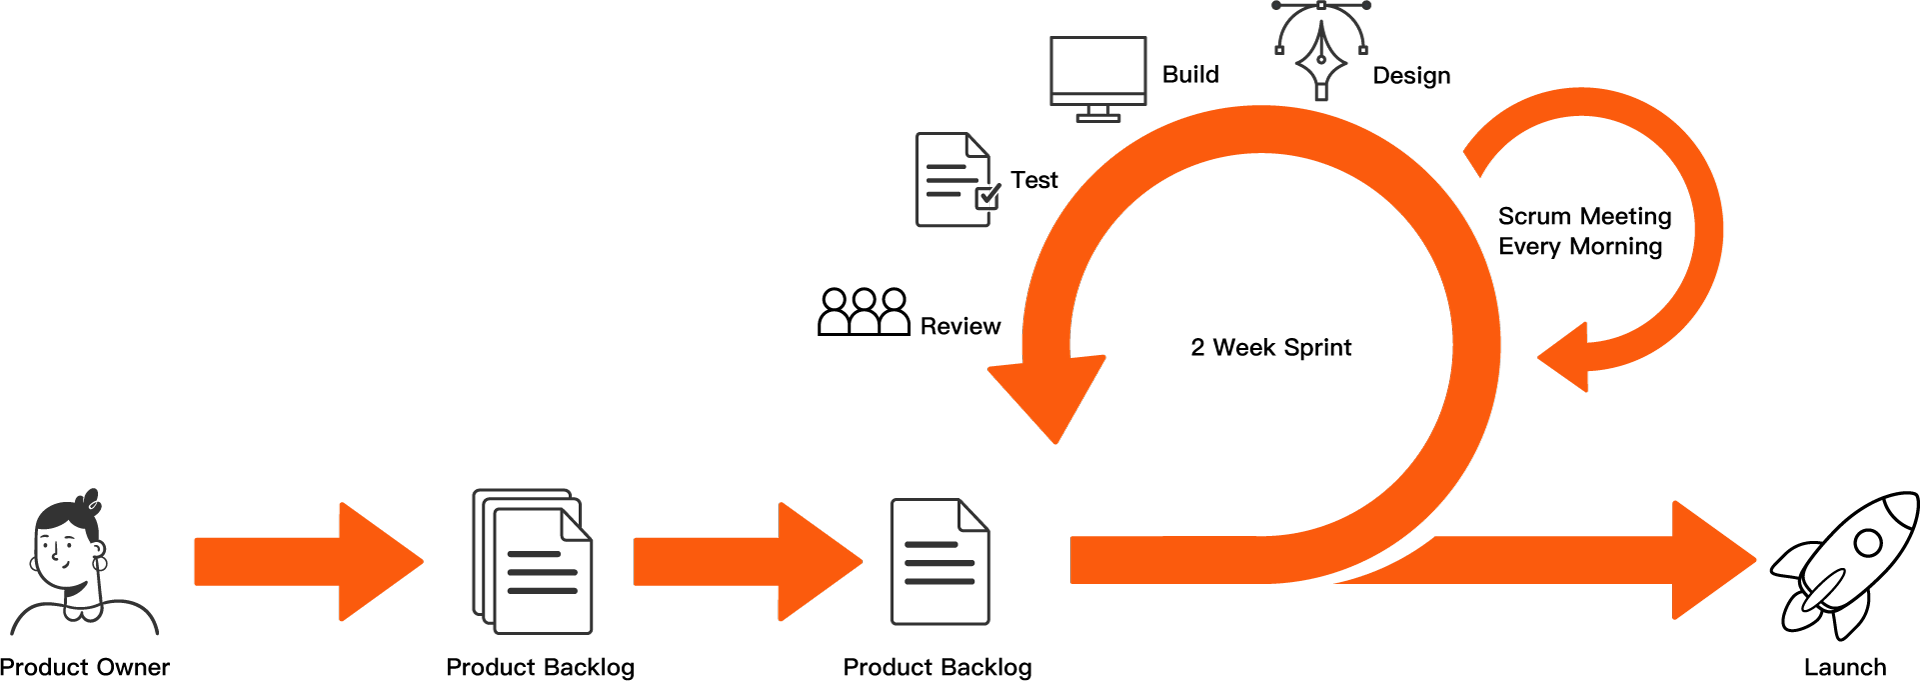 Build
Design
Test
Scrum Meeting
Every Morning
Review
2 Week Sprint
Product Owner
Product Backlog
Product Backlog
Launch